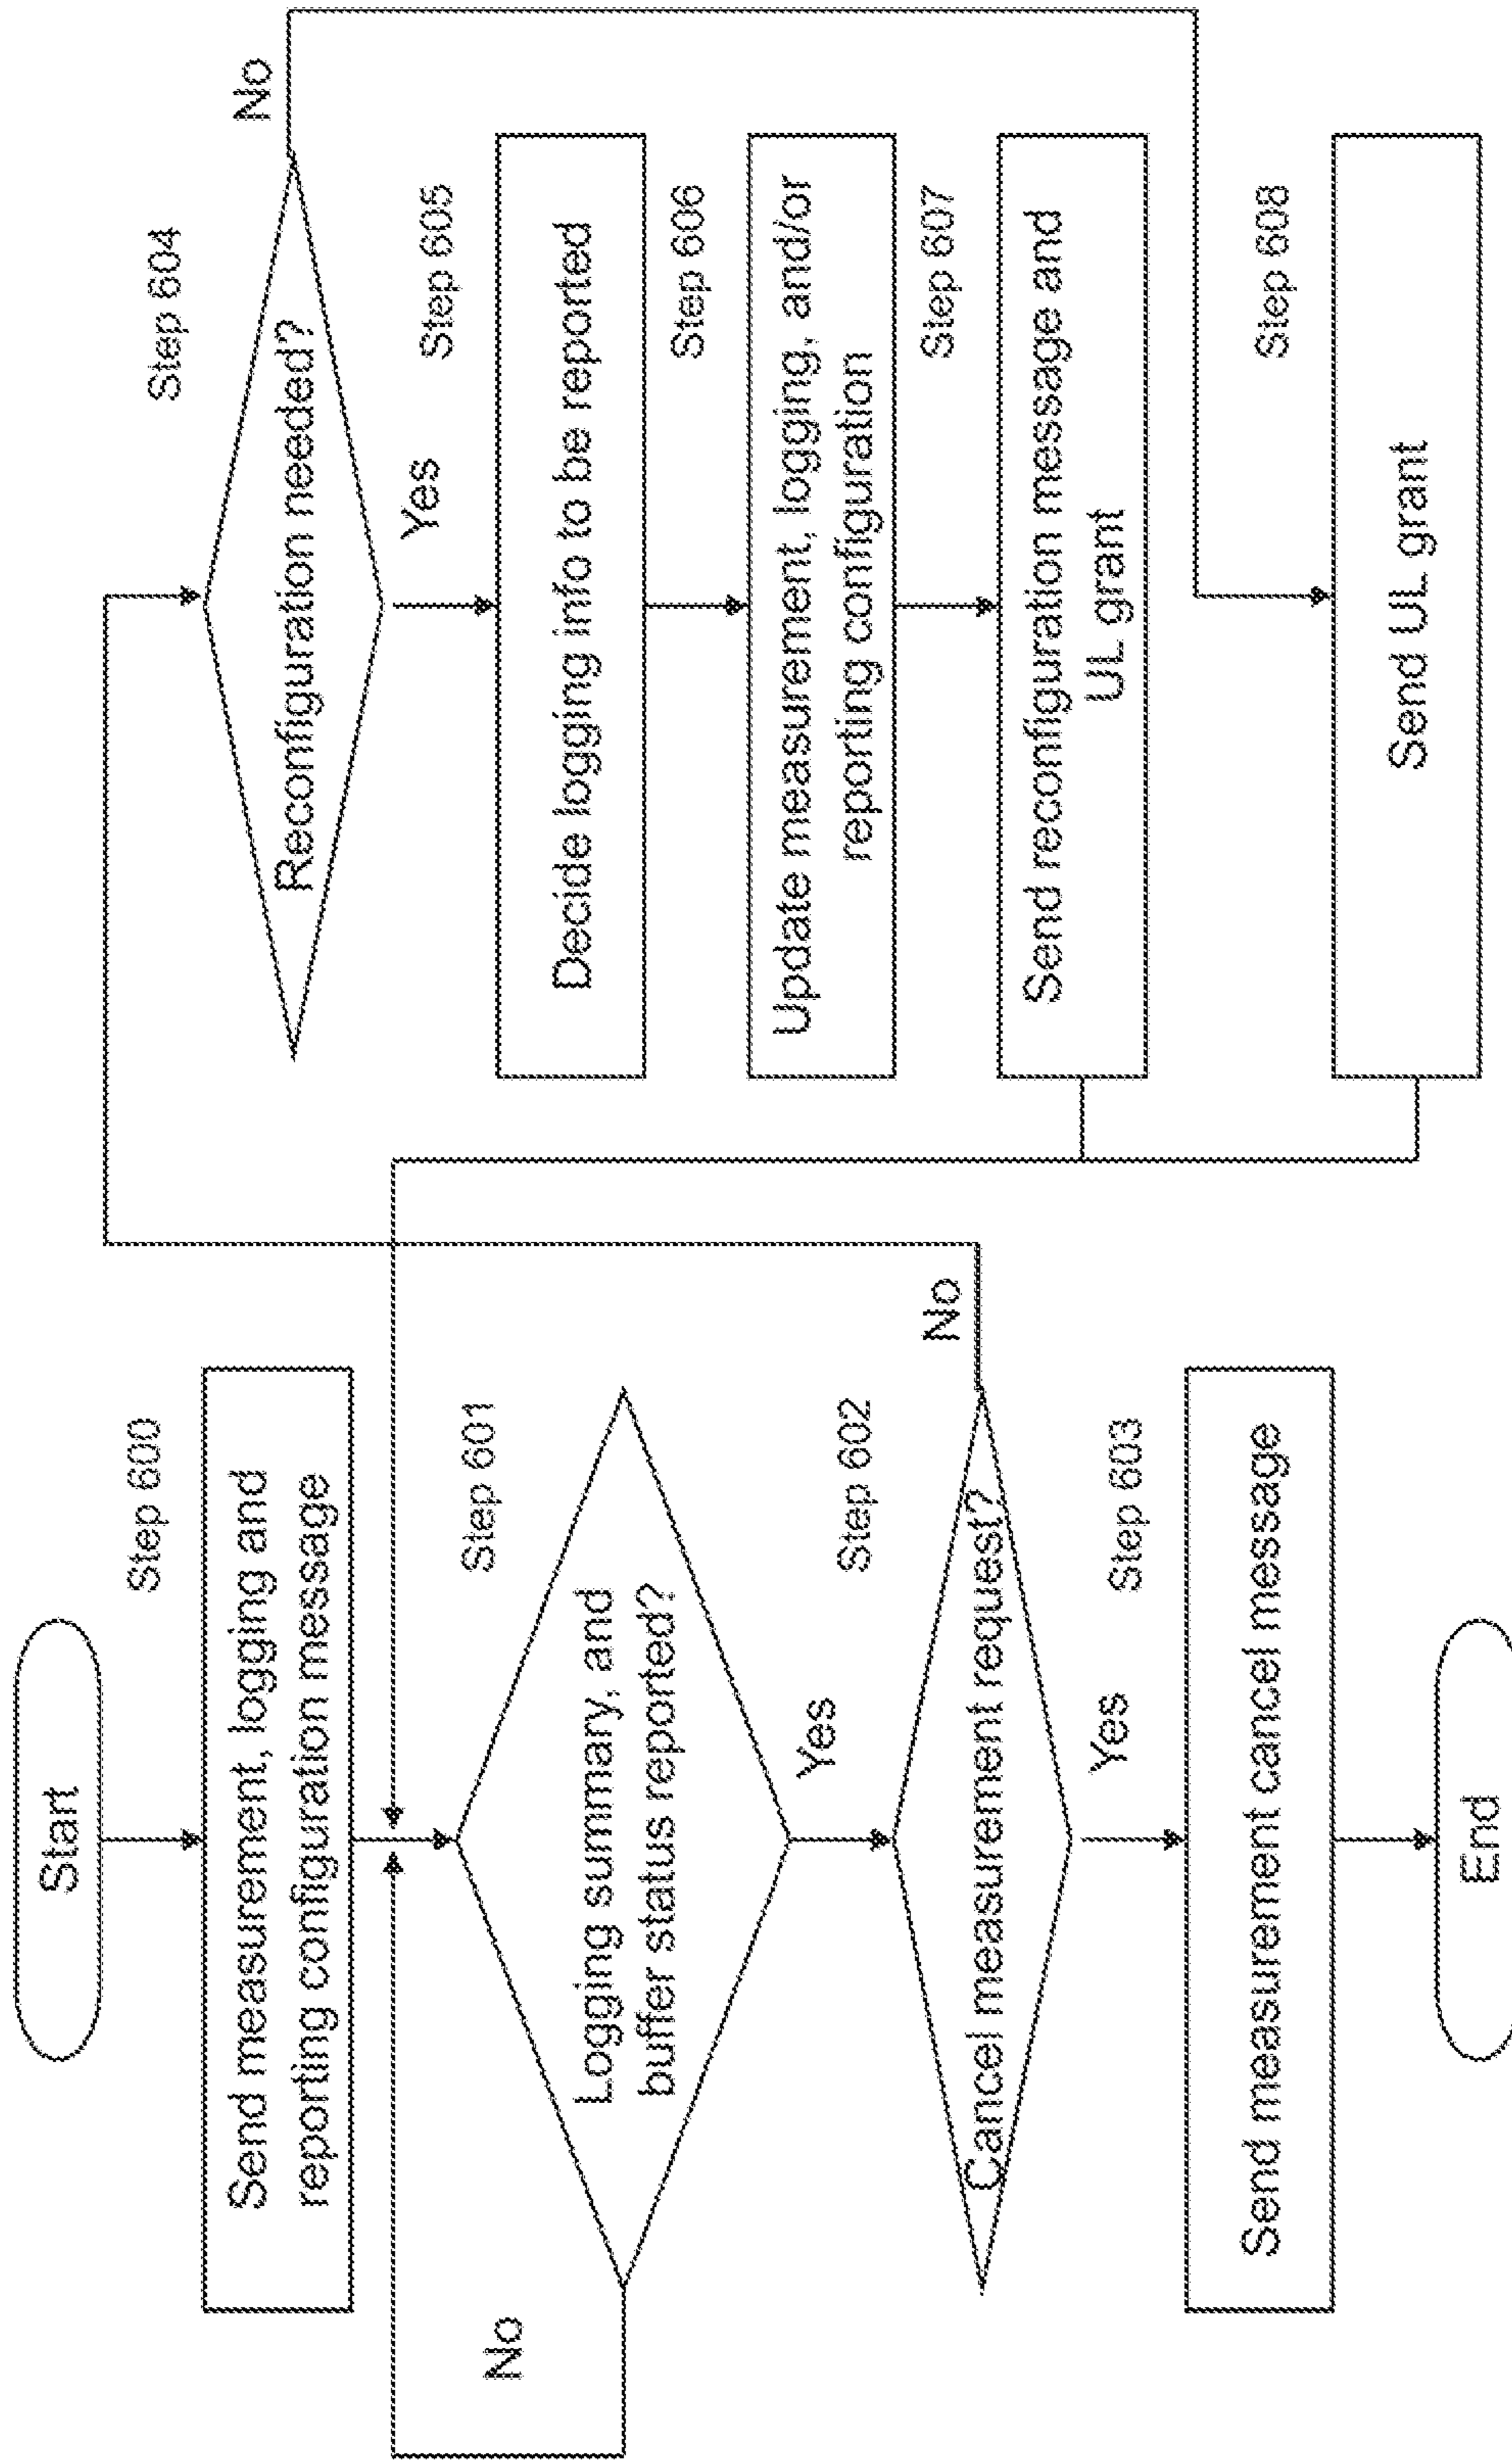 Start
Step 600
Send measurement, logging and
reporting configuration message
Step 601
Logging summary, and
buffer status reported?
No
Yes
Step 602
Cancel measurement request?
No
Yes
Step 603
Send measurement cancel message
End
Step 604
Reconfiguration needed?
No
Yes
Step 605
Decide logging info to be reported
Step 606
Update measurement, logging, and/or
reporting configuration
Step 607
Send reconfiguration message and
UL grant
Step 608
Send UL grant